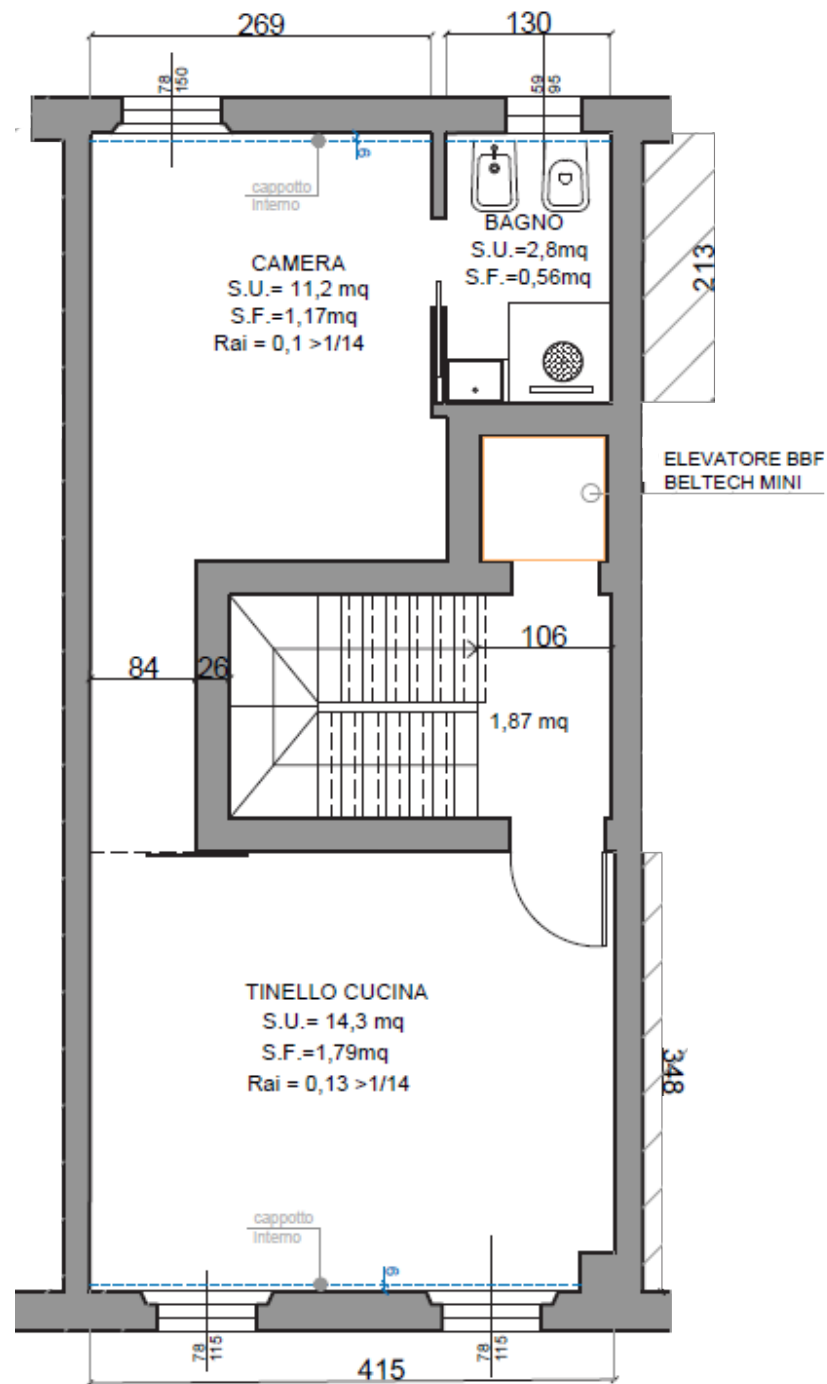 269
130
78
150
59
95
9
cappotto
Interno
BAGNO
S.U.=2,8mq
S.F.=0,56mq
CAMERA
S.U.= 11,2 mq
S.F.=1,17mq
Rai = 0,1 >1/14
213
ELEVATORE BBF
BELTECH MINI
106
84
26
1,87 mq
TINELLO CUCINA
S.U.= 14,3 mq
S.F.=1,79mq
Rai = 0,13 >1/14
348
cappotto
Interno
9
78
115
78
115
415